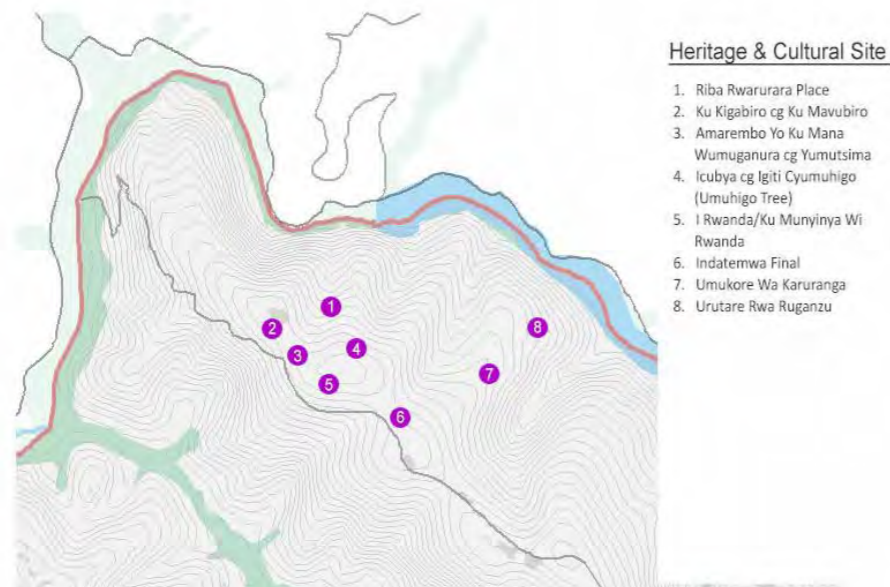 Heritage & Cultural Site
1. Riba Rwarurara Place
2. Ku Kigabiro cg Ku Mavubiro
3. Amarembo Yo Ku Mana
Wumuganura cg Yumutsima
4. Icubya cg Igiti Cyumuhigo
(Umuhigo Tree)
5. I Rwanda/Ku Munyinya Wi
Rwanda
6. Indatemwa Final
7. Umukore Wa Karuranga
8. Urutare Rwa Ruganzu
1
2
8
3
4
7
5
6